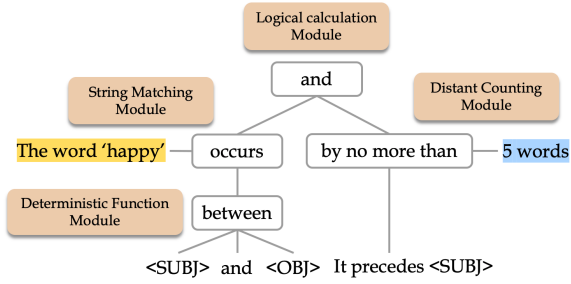 Logical calculation
Module
and
String Matching
Module
Distant Counting
Module
The word ‘happy’
occurs
by no more than
5 words
Deterministic Function
Module
between
<SUBJ> and <OBJ>
It precedes <SUBJ>